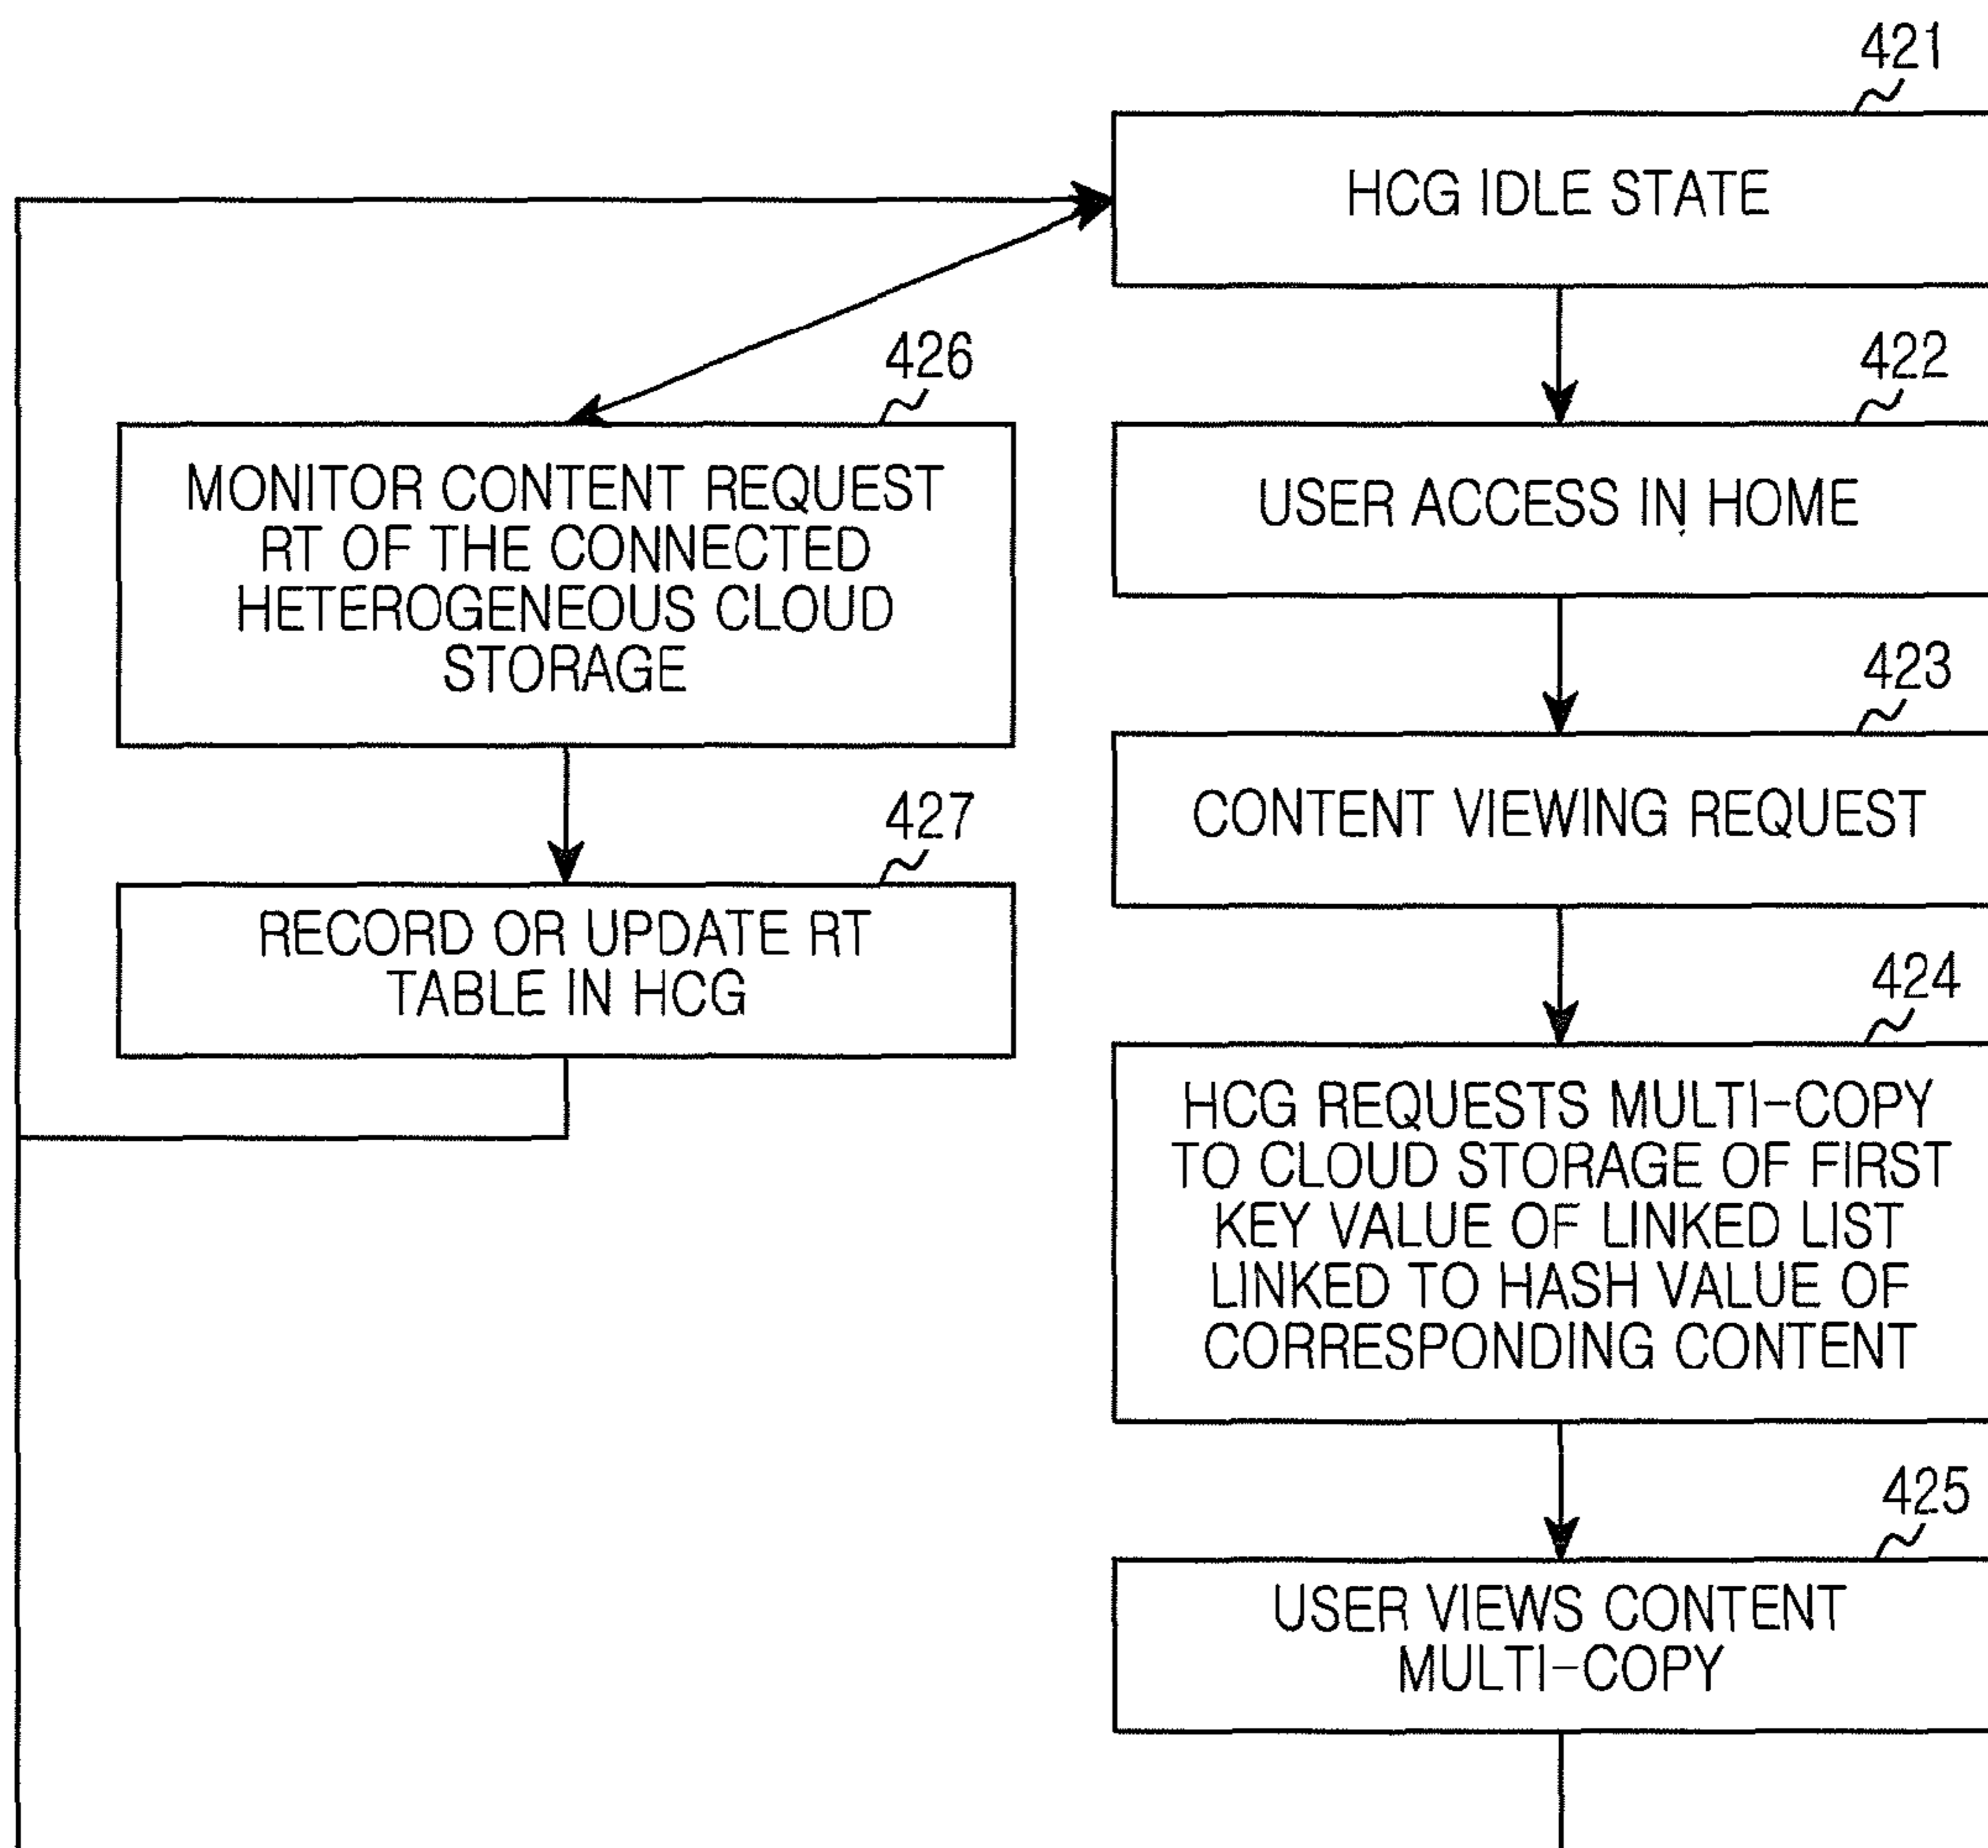 421
HCG IDLE STATE
422
USER ACCESS IN HOME
423
CONTENT VIEWING REQUEST
424
HCG REQUESTS MULTI-COPY
TO CLOUD STORAGE OF FIRST
KEY VALUE OF LINKED LIST
LINKED TO HASH VALUE OF
CORRESPONDING CONTENT
425
USER VIEWS CONTENT
MULTI-COPY
426
MONITOR CONTENT REQUEST
RT OF THE CONNECTED
HETEROGENEOUS CLOUD
STORAGE
427
RECORD OR UPDATE RT
TABLE IN HCG